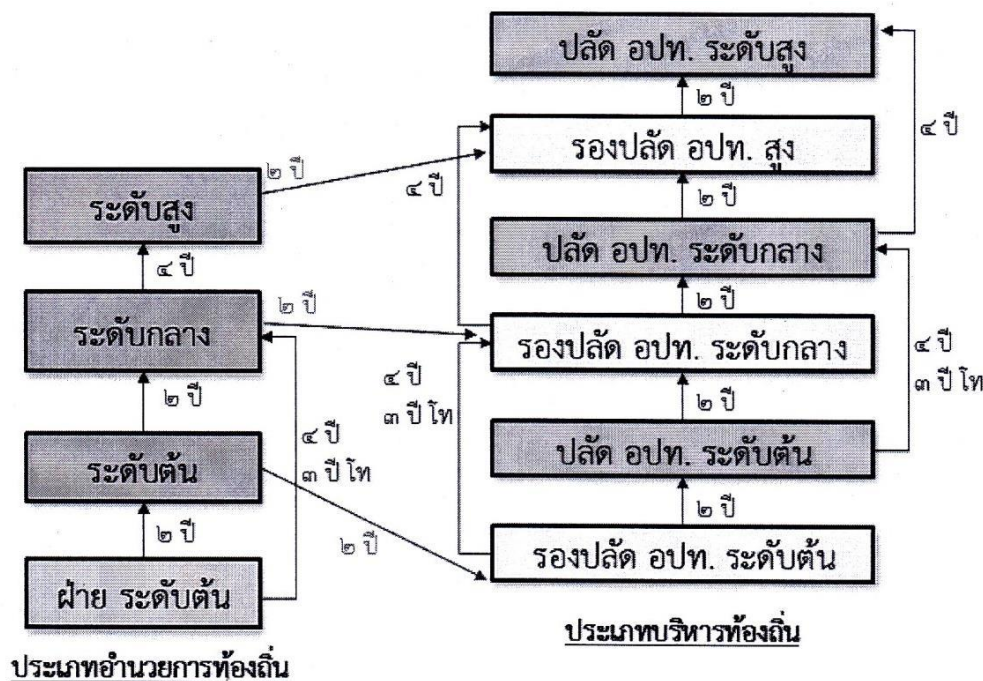 ปลัด อปท. ระดับสูง
๒ ปี
๔ ปี
รองปลัด อปท. สูง
๒ ปี
๔ ปี
ระดับสูง
๒ ปี
ปลัด อปท. ระดับกลาง
๔ ปี
๒ ปี
๒ ปี
ระดับกลาง
รองปลัด อปท. ระดับกลาง
๔ ปี
๓ ปี โท
๔ ปี
๓ ปี โท
๒ ปี
๒ ปี
๔ ปี
๓ ปี โท
ระดับต้น
ปลัด อปท. ระดับต้น
๒ ปี
๒ ปี
๒ ปี
ฝ่าย ระดับต้น
รองปลัด อปท. ระดับต้น
ประเภทบริหารท้องถิ่น
ประเภทอำนวยการท้องถิ่น